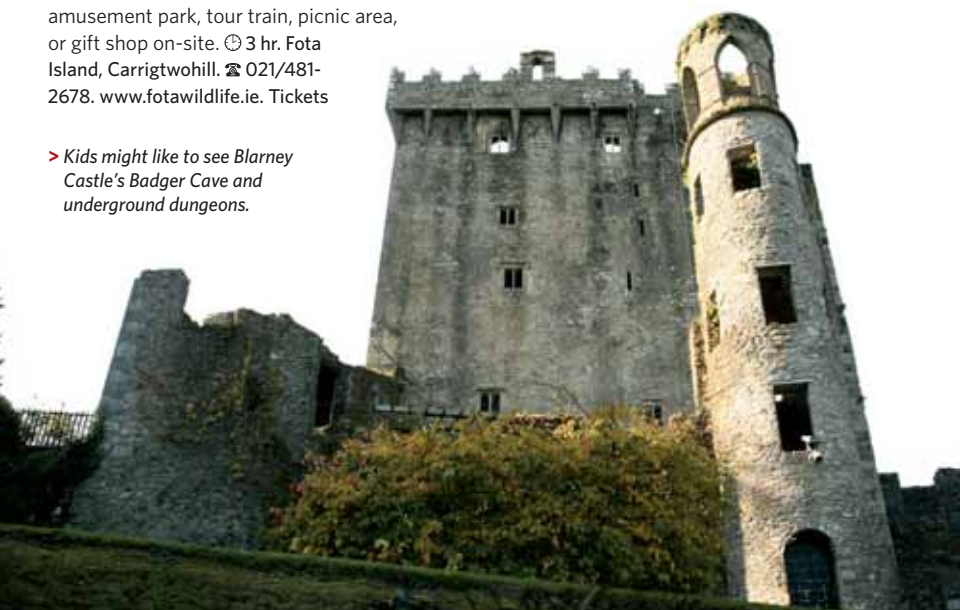 amusement park, tour train, picnic area,
or gift shop on-site. 🕒 3 hr. Fota
Island, Carrigtwohill. ☎ 021/481-
2678. www.fotawildlife.ie. Tickets
> Kids might like to see Blarney
Castle's Badger Cave and
underground dungeons.